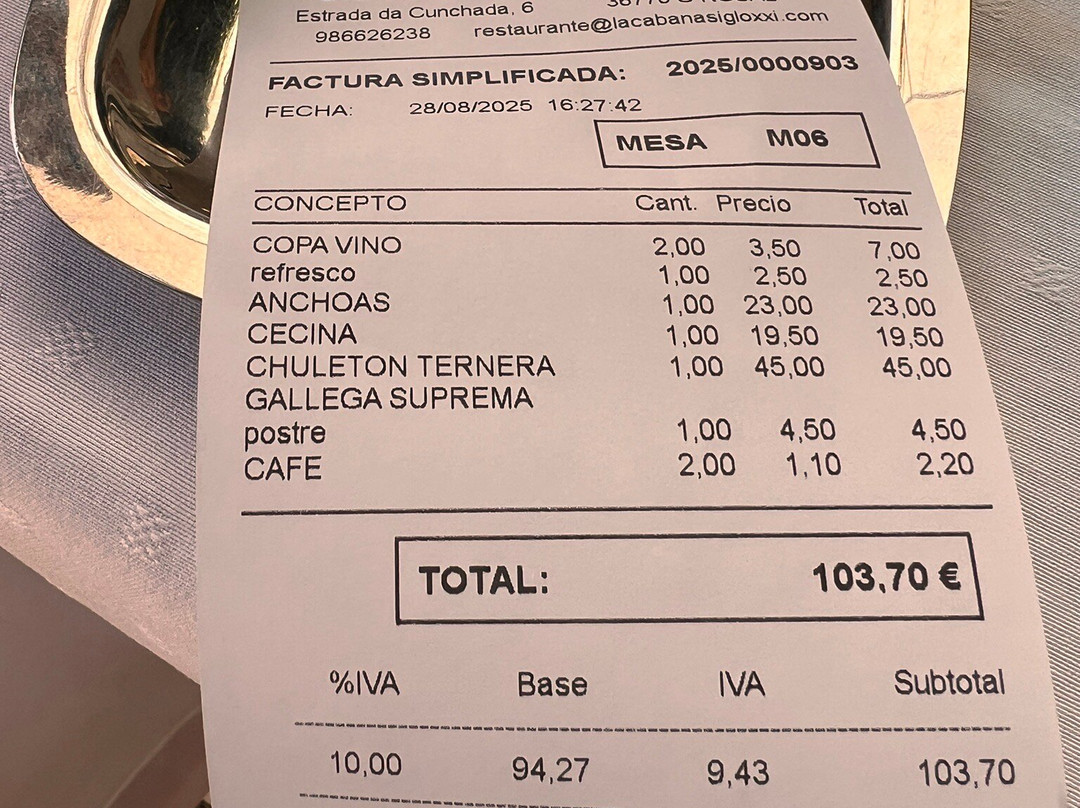 Estrada da Cunchada, 6
986626238 restaurante@lacabanasigloxxi.com
FACTURA SIMPLIFICADA: 2025/0000903
FECHA: 28/08/2025 16:27:42
MESA M06
CONCEPTO Cant. Precio Total
COPA VINO 2,00 3,50 7,00
refresco 1,00 2,50 2,50
ANCHOAS 1,00 23,00 23,00
CECINA 1,00 19,50 19,50
CHULETON TERNERA 1,00 45,00 45,00
GALLEGA SUPREMA
postre 1,00 4,50 4,50
CAFE 2,00 1,10 2,20
TOTAL: 103,70 €
%IVA Base IVA Subtotal
10,00 94,27 9,43 103,70